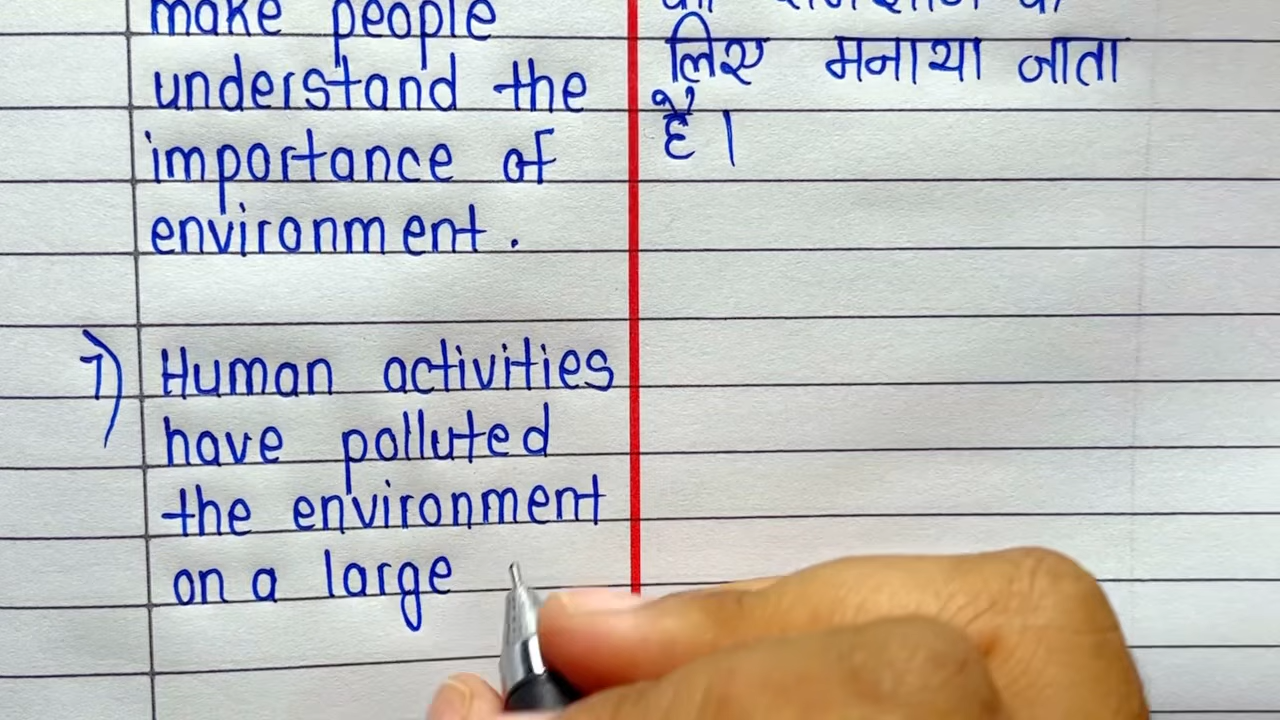 make people
understand the
importance of
environment.
7) Human activities
have polluted
the environment
on a large
लिए मनाया जाता
है।